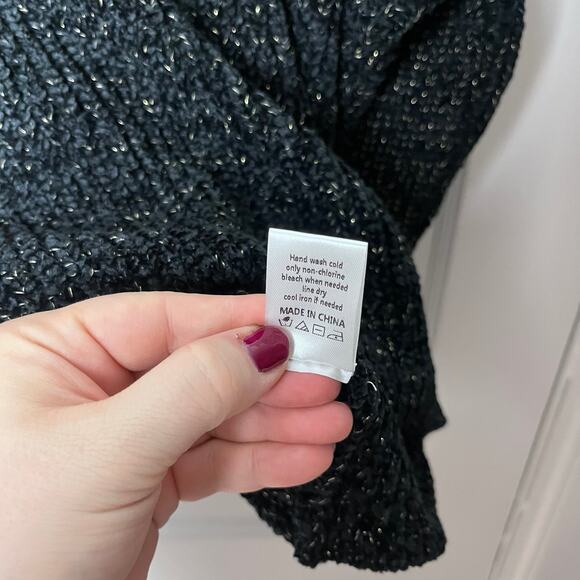 Hand wash cold
only non-chlorine
bleach when needed
line dry
cool iron if needed
MADE IN CHINA